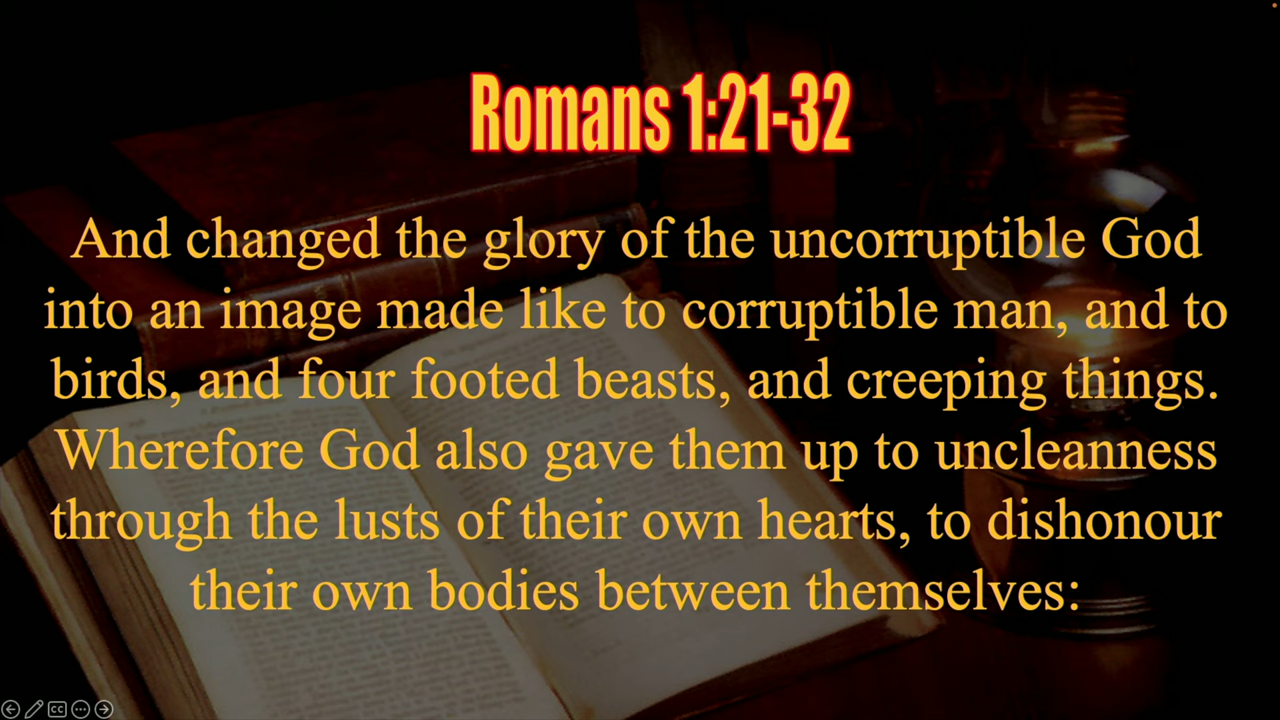 Romans 1:21-32
And changed the glory of the uncorruptible God
into an image made like to corruptible man, and to
birds, and four footed beasts, and creeping things.
Wherefore God also gave them up to uncleanness
through the lusts of their own hearts, to dishonour
their own bodies between themselves:
CC